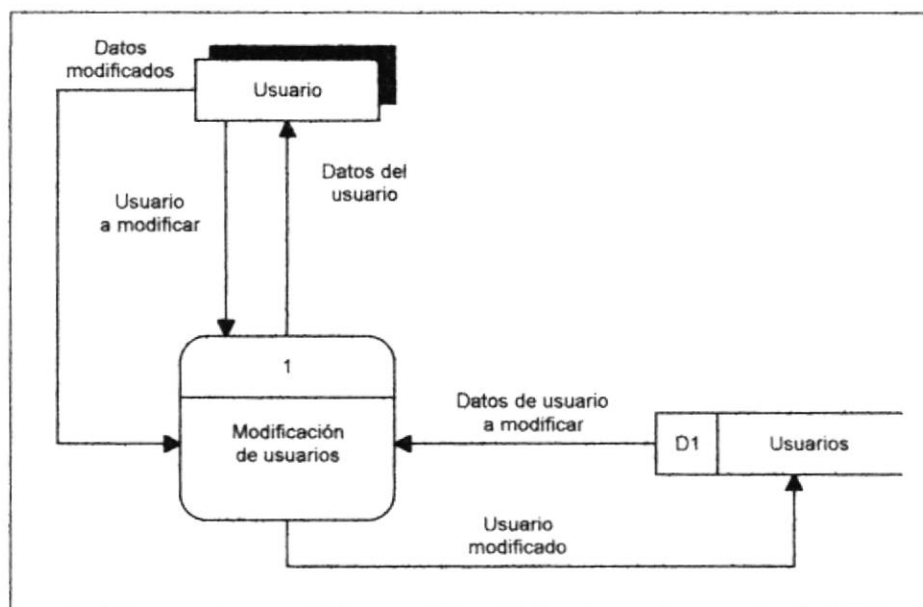 Datos
modificados
Usuario
Datos del
usuario
Usuario
a modificar
1
Modificación
de usuarios
Datos de usuario
a modificar
D1
Usuarios
Usuario
modificado